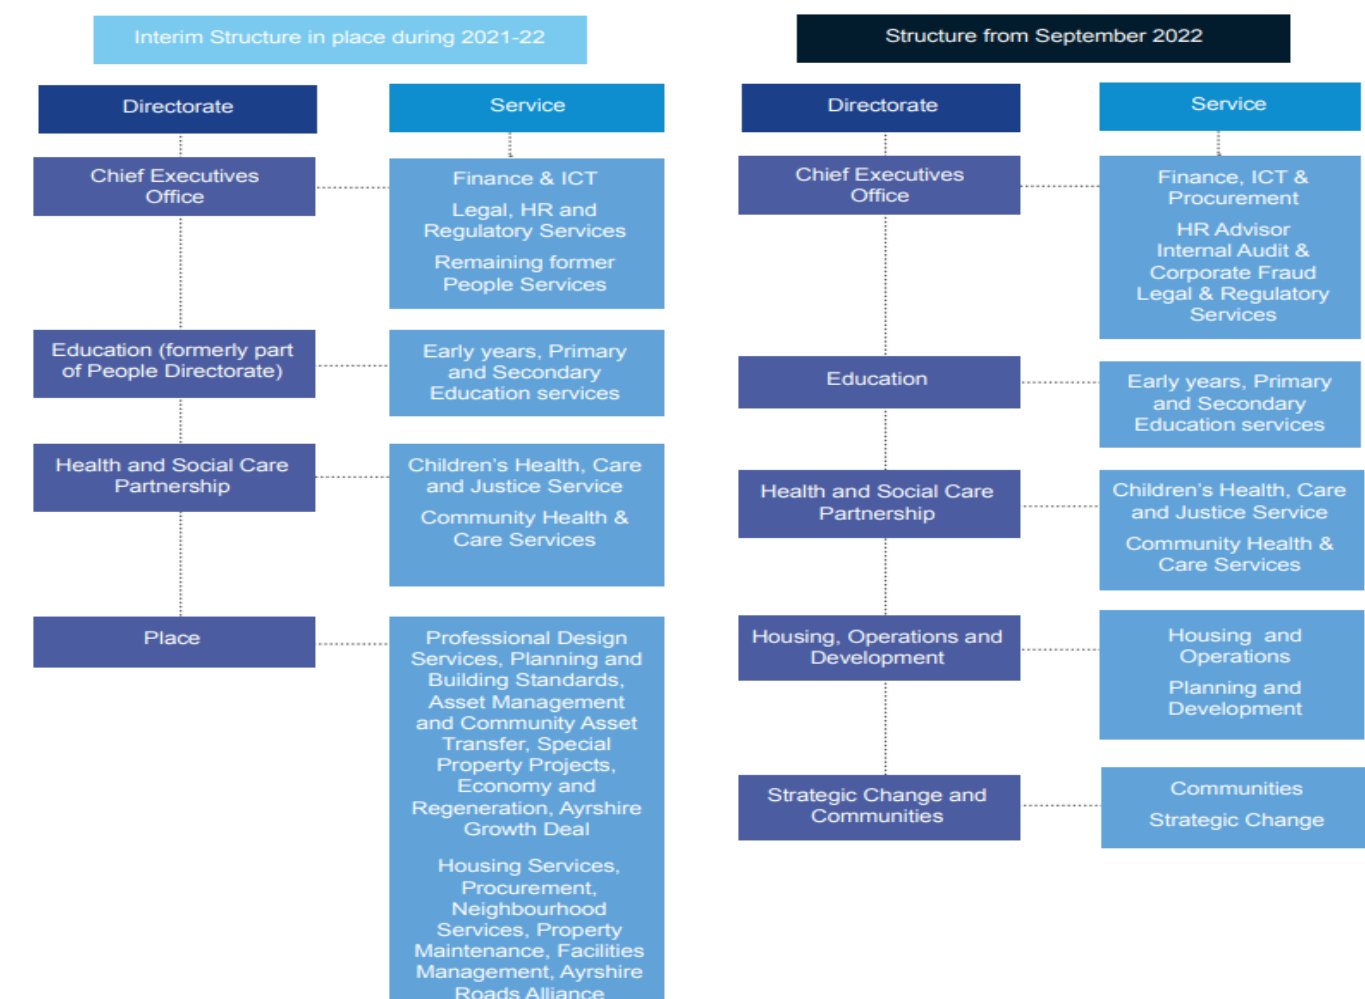 Interim Structure in place during 2021-22
Directorate
Service
Chief Executives
Office
Finance & ICT
Legal, HR and
Regulatory Services
Remaining former
People Services
Education (formerly part
of People Directorate)
Early years, Primary
and Secondary
Education services
Health and Social Care
Partnership
Children's Health, Care
and Justice Service
Community Health &
Care Services
Place
Professional Design
Services, Planning and
Building Standards,
Asset Management
and Community Asset
Transfer, Special
Property Projects,
Economy and
Regeneration, Ayrshire
Growth Deal
Housing Services,
Procurement,
Neighbourhood
Services, Property
Maintenance, Facilities
Management, Ayrshire
Roads Alliance
Structure from September 2022
Directorate
Service
Chief Executives
Office
Finance, ICT &
Procurement
HR Advisor
Internal Audit &
Corporate Fraud
Legal & Regulatory
Services
Education
Early years, Primary
and Secondary
Education services
Health and Social Care
Partnership
Children's Health, Care
and Justice Service
Community Health &
Care Services
Housing, Operations and
Development
Housing and
Operations
Planning and
Development
Strategic Change and
Communities
Communities
Strategic Change